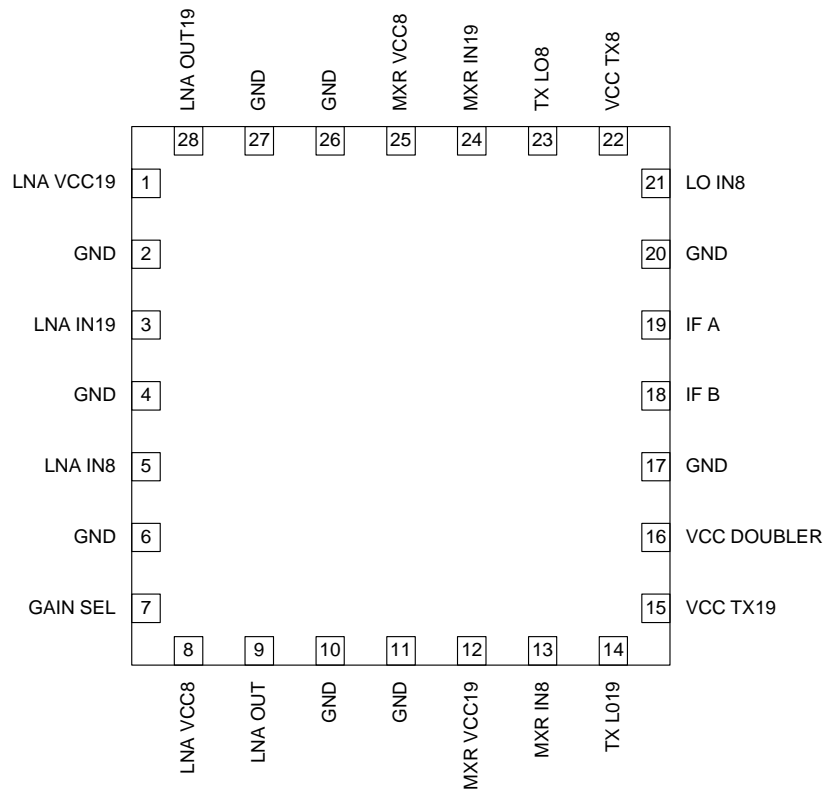 LNA OUT19
GND
GND
MXR VCC8
MXR IN19
TX LO8
VCC TX8
28
27
26
25
24
23
22
LNA VCC19 1
21 LO IN8
GND 2
20 GND
LNA IN19 3
19 IF A
GND 4
18 IF B
LNA IN8 5
17 GND
GND 6
16 VCC DOUBLER
GAIN SEL 7
15 VCC TX19
8
9
10
11
12
13
14
LNA VCC8
LNA OUT
GND
GND
MXR VCC19
MXR IN8
TX L019